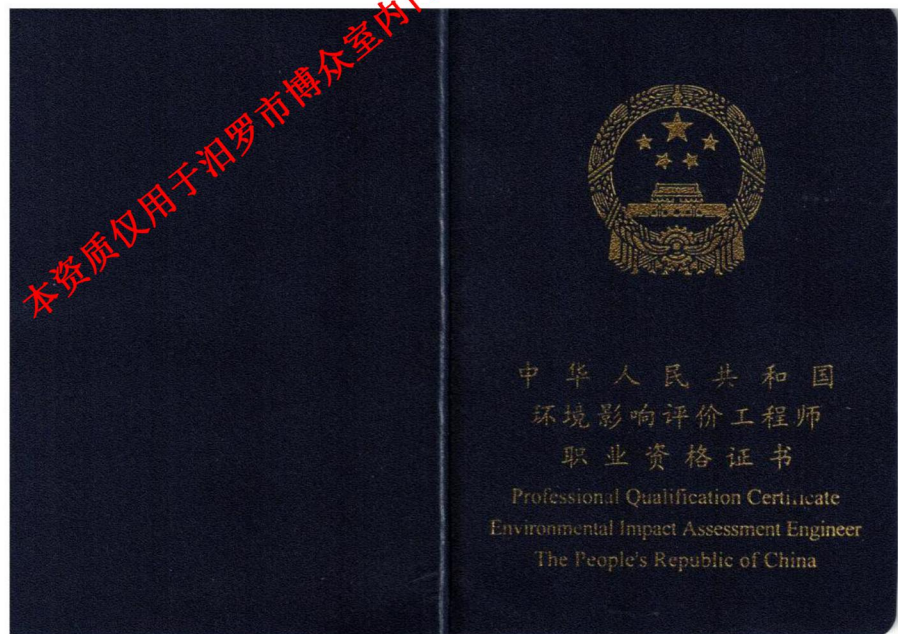 本资质仅用于汨罗市博众室内
中华人民共和国
环境影响评价工程师
职业资格证书
Professional Qualification Certificate
Environmental Impact Assessment Engineer
The People's Republic of China